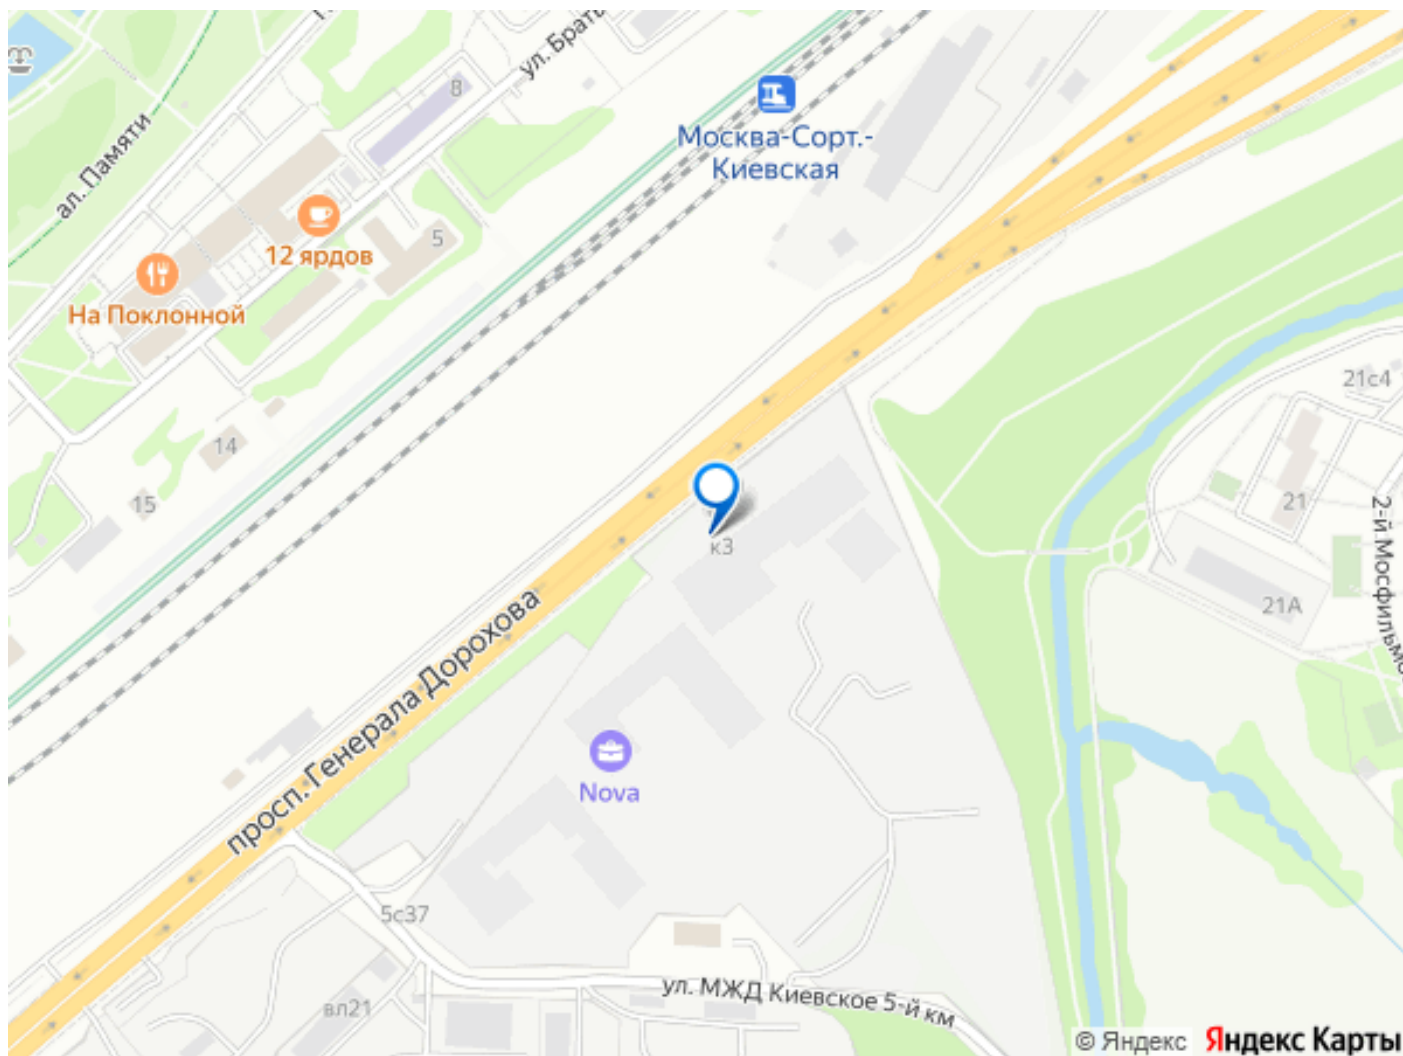 ул. Брать
8
Москва-Сорт.-
Киевская
ал. Памяти
12 ярдов
5
На Поклонной
21с4
14
15
21
2-й Мосфильмо
к3
21А
просп. Генерала Дорохова
Nova
5с37
ул. МЖД Киевское 5-й км
вл21
© Яндекс Яндекс Карты